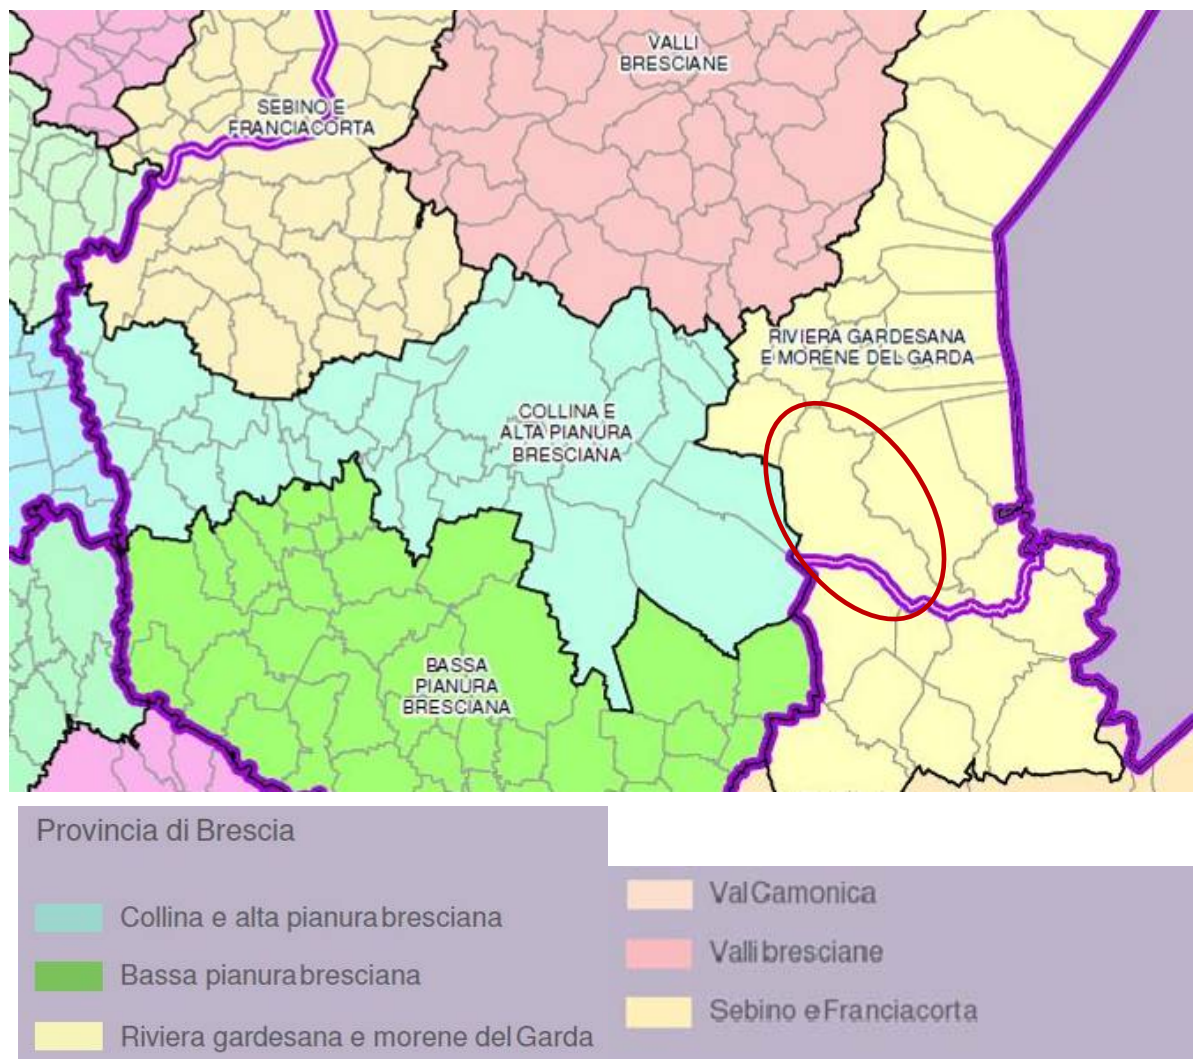 VALLI
BRESCIANE
SEBINO E
FRANCIACORTA
RIVIERA GARDESANA
E MORENE DEL GARDA
COLLINA E
ALTA PIANURA
BRESCIANA
BASSA
PIANURA
BRESCIANA
Provincia di Brescia
Collina e alta pianura bresciana
Bassa pianura bresciana
Riviera gardesana e morene del Garda
Val Camonica
Valli bresciane
Sebino e Franciacorta